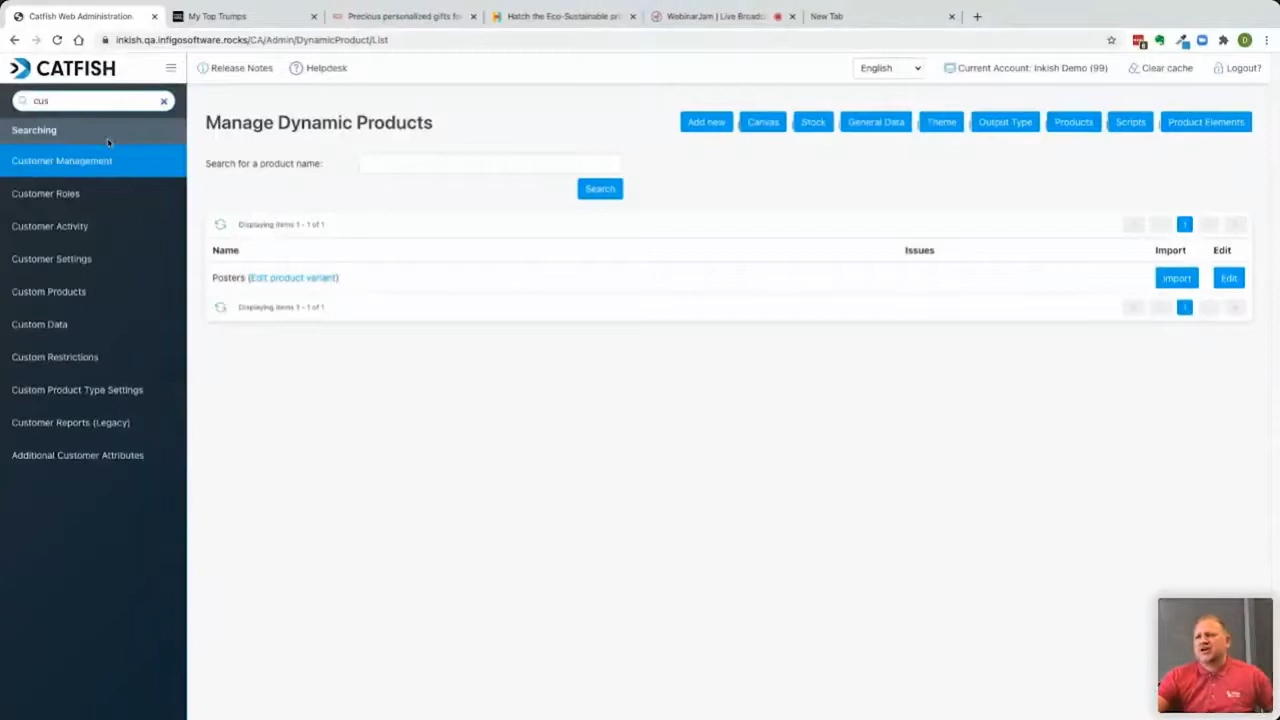 Catfish Web Administration.
My Top Trumps
Precious personalized gifts fo
Hatch the Eco-Sustainable pr
WebinarJam | Live Broadc
New Tab
inkish.qa.infigosoftware.rocks/CA/Admin/DynamicProduct/List
CATFISH
Release Notes
Helpdesk
English
Current Account: Inkish Demo (99)
Clear cache
Logout?
cus
Searching
Customer Management
Customer Roles
Customer Activity
Customer Settings
Custom Products
Custom Data
Custom Restrictions
Custom Product Type Settings
Customer Reports (Legacy)
Additional Customer Attributes
Manage Dynamic Products
Add new
Canvas
Stock
General Data
Theme
Output Type
Products
Scripts
Product Elements
Search for a product name:
Search
Displaying items 1 - 1 of 1
1
Name
Issues
Import
Edit
Posters (Edit product variant)
Import
Edit
Displaying items 1 - 1 of 1
1